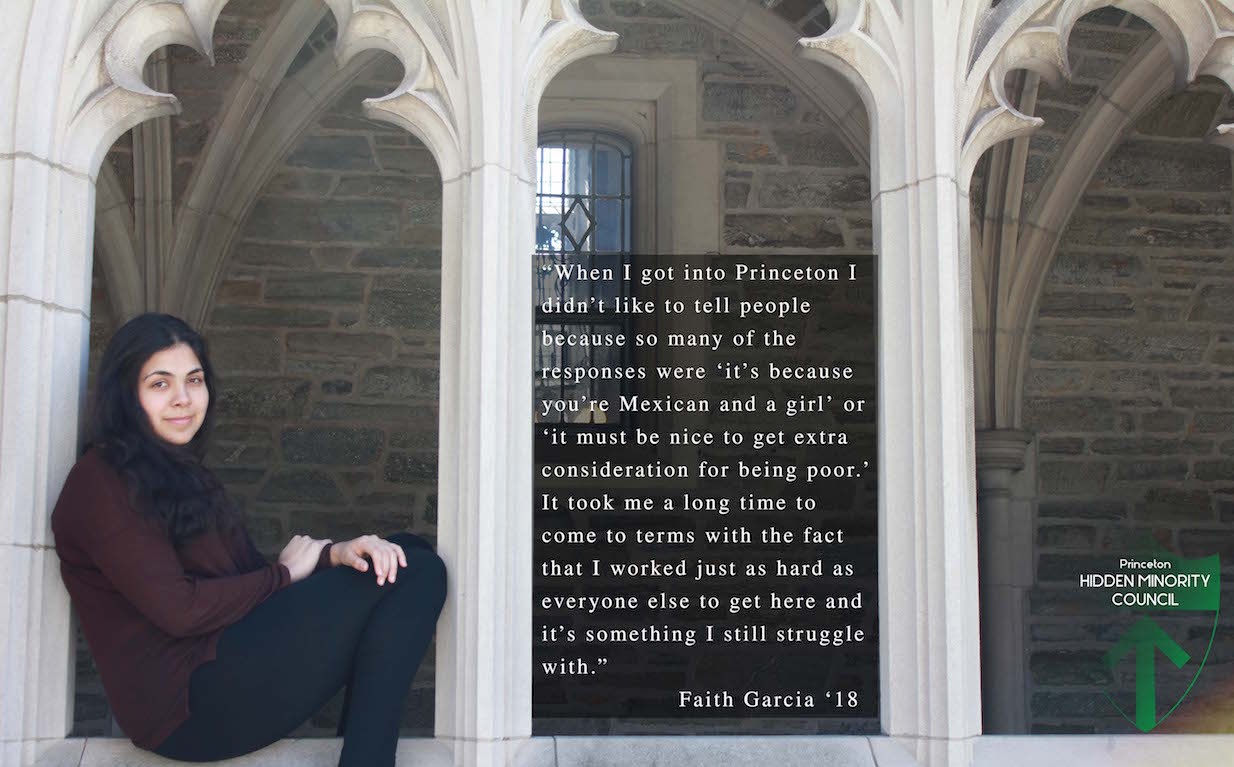 “When I got into Princeton I
didn’t like to tell people
because so many of the
responses were ‘it’s because
you’re Mexican and a girl’ or
‘it must be nice to get extra
consideration for being poor.’
It took me a long time to
come to terms with the fact
that I worked just as hard as
everyone else to get here and
it’s something I still struggle
with.”
Faith Garcia ‘18
Princeton
HIDDEN MINORITY
COUNCIL